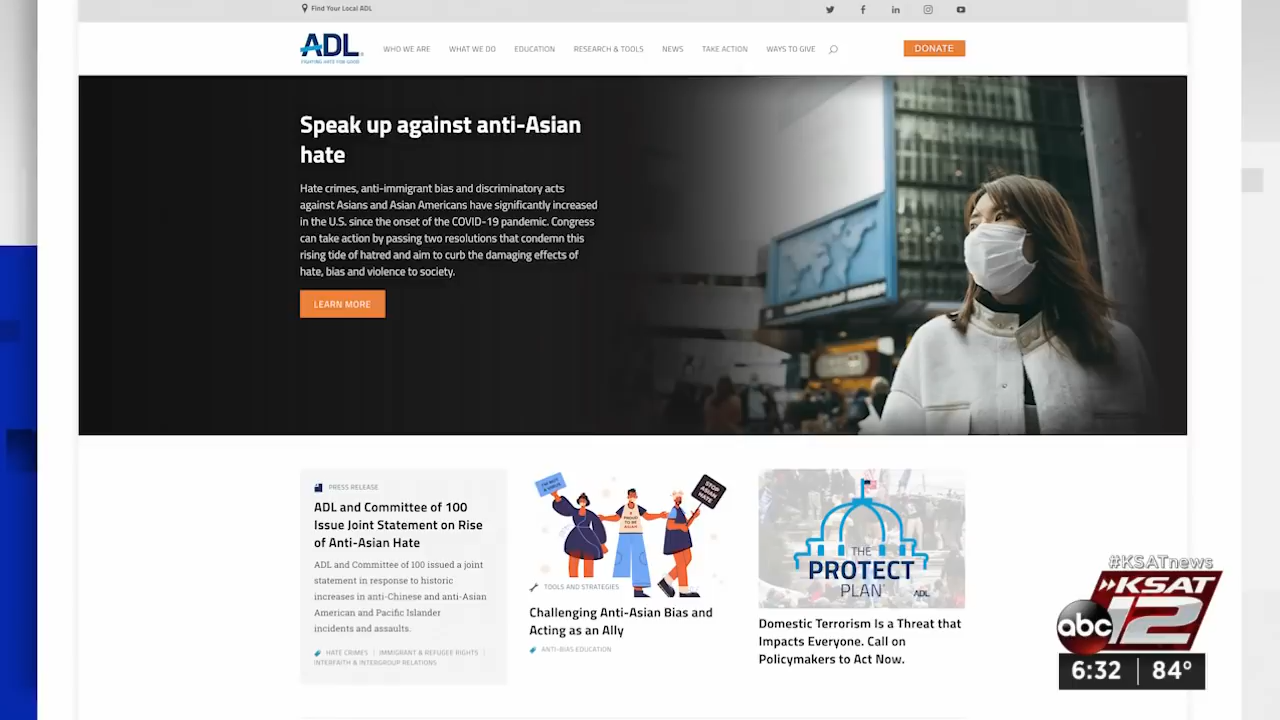 Find Your Local ADL
ADL
FIGHTING HATE FOR GOOD
WHO WE ARE WHAT WE DO EDUCATION RESEARCH & TOOLS NEWS TAKE ACTION WAYS TO GIVE DONATE
Speak up against anti-Asian
hate
Hate crimes, anti-immigrant bias and discriminatory acts
against Asians and Asian Americans have significantly increased
in the U.S. since the onset of the COVID-19 pandemic. Congress
can take action by passing two resolutions that condemn this
rising tide of hatred and aim to curb the damaging effects of
hate, bias and violence to society.
LEARN MORE
PRESS RELEASE
ADL and Committee of 100
Issue Joint Statement on Rise
of Anti-Asian Hate
ADL and Committee of 100 issued a joint
statement in response to historic
increases in anti-Chinese and anti-Asian
American and Pacific Islander
incidents and assaults.
HATE CRIMES | IMMIGRANT & REFUGEE RIGHTS |
INTERFAITH & INTERGROUP RELATIONS
I'M NOT
A VIRUS
I PROUD
TO BE
ASIAN
STOP
ASIAN
HATE
TOOLS AND STRATEGIES
Challenging Anti-Asian Bias and
Acting as an Ally
ANTI-BIAS EDUCATION
THE
PROTECT
PLAN
ADL
Domestic Terrorism Is a Threat that
Impacts Everyone. Call on
Policymakers to Act Now.
#KSATnews
KSAT
abc 12
6:32 | 84°